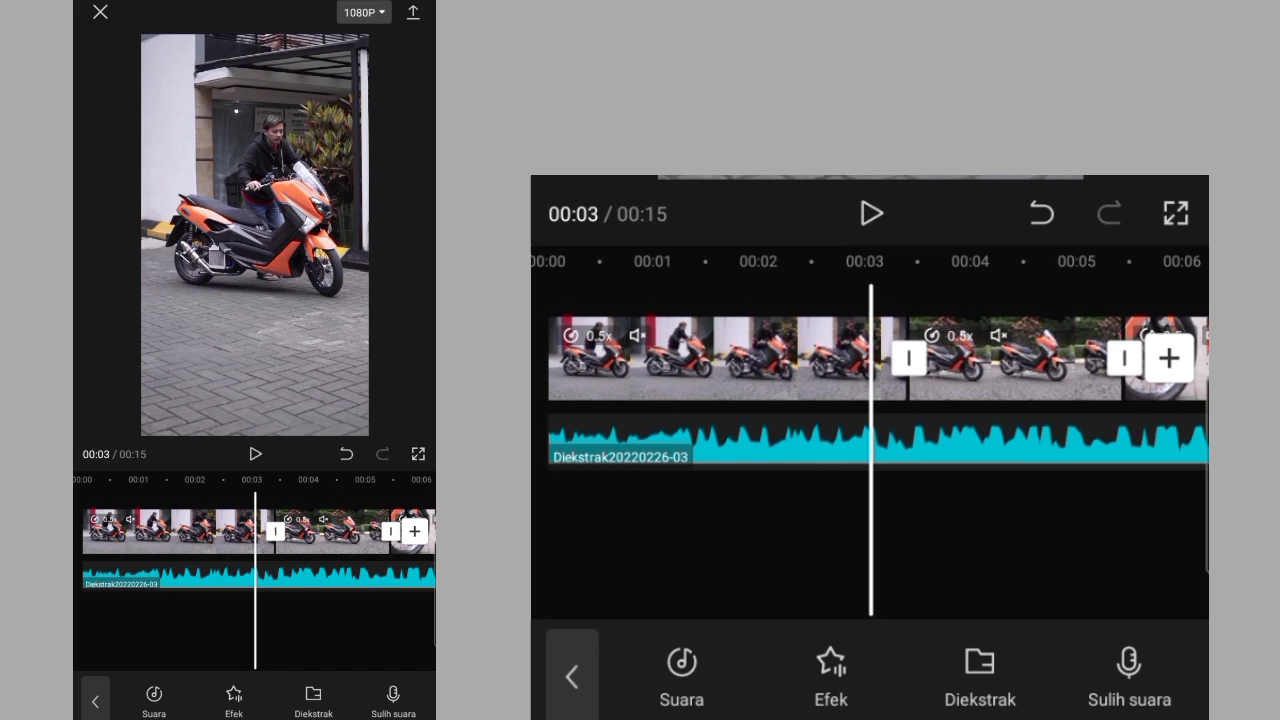 1080P
00:03 / 00:15
00:00 00:01 00:02 00:03 00:04 00:05 00:06
0.5x 0.5x
Diekstrak20220226-03
Suara Efek Diekstrak Sulih suara
00:03 / 00:15
00:00 00:01 00:02 00:03 00:04 00:05 00:06
0.5x 0.5x
Diekstrak20220226-03
Suara Efek Diekstrak Sulih suara